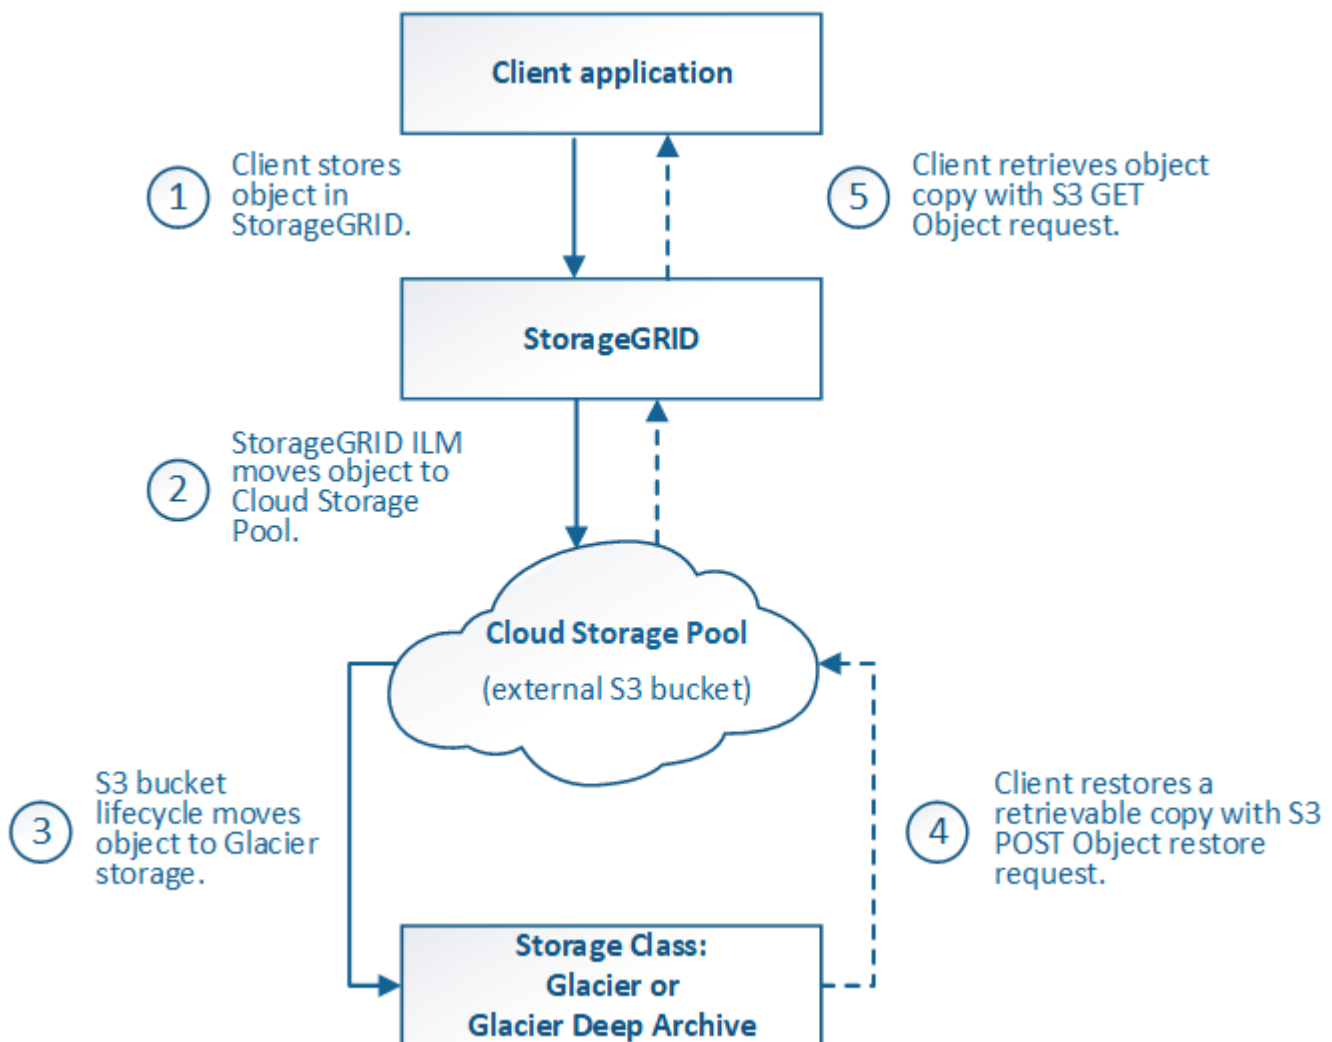 Client application
1
Client stores
object in
StorageGRID.
5
Client retrieves object
copy with S3 GET
Object request.
StorageGRID
2
StorageGRID ILM
moves object to
Cloud Storage
Pool.
Cloud Storage Pool
(external S3 bucket)
3
S3 bucket
lifecycle moves
object to Glacier
storage.
4
Client restores a
retrievable copy with S3
POST Object restore
request.
Storage Class:
Glacier or
Glacier Deep Archive